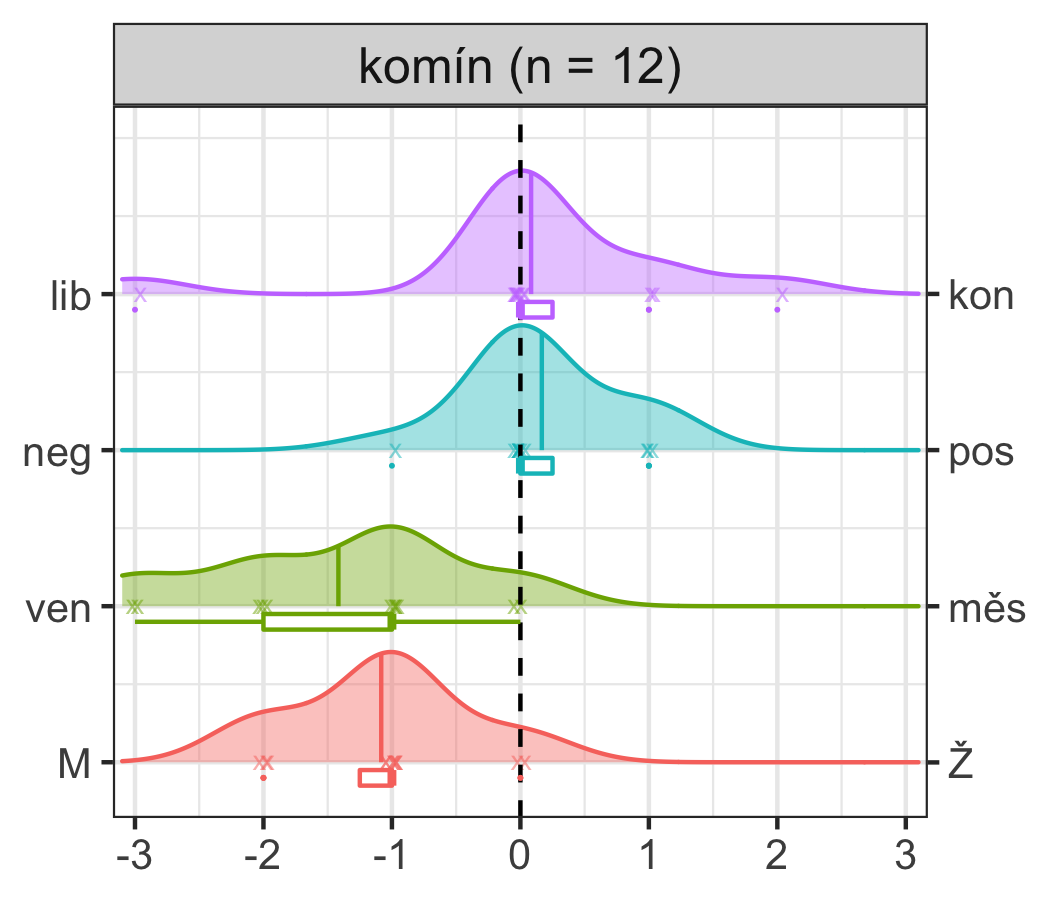 komín (n = 12)
lib kon
neg pos
ven měs
M Ž
-3 -2 -1 0 1 2 3